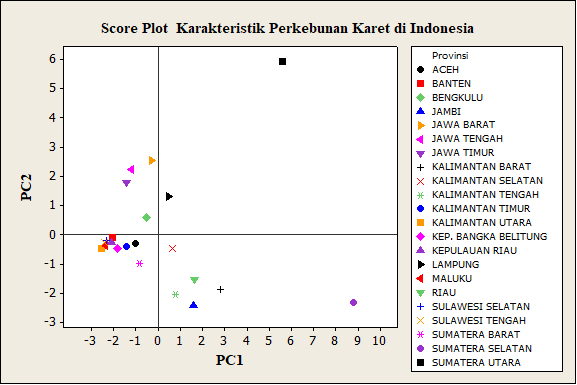 Score Plot Karakteristik Perkebunan Karet di Indonesia
Provinsi
ACEH
BANTEN
BENGKULU
JAMBI
JAWA BARAT
JAWA TENGAH
JAWA TIMUR
KALIMANTAN BARAT
KALIMANTAN SELATAN
KALIMANTAN TENGAH
KALIMANTAN TIMUR
KALIMANTAN UTARA
KEP. BANGKA BELITUNG
KEPULAUAN RIAU
LAMPUNG
MALUKU
RIAU
SULAWESI SELATAN
SULAWESI TENGAH
SUMATERA BARAT
SUMATERA SELATAN
SUMATERA UTARA
6
5
4
3
2
1
0
-1
-2
-3
PC2
-3 -2 -1 0 1 2 3 4 5 6 7 8 9 10
PC1